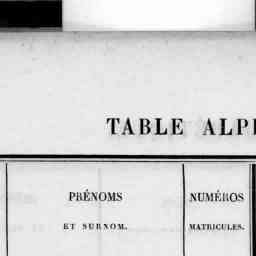 TABLE ALP
PRÉNOMS
ET SURNOM.
NUMÉROS
MATRICULES.